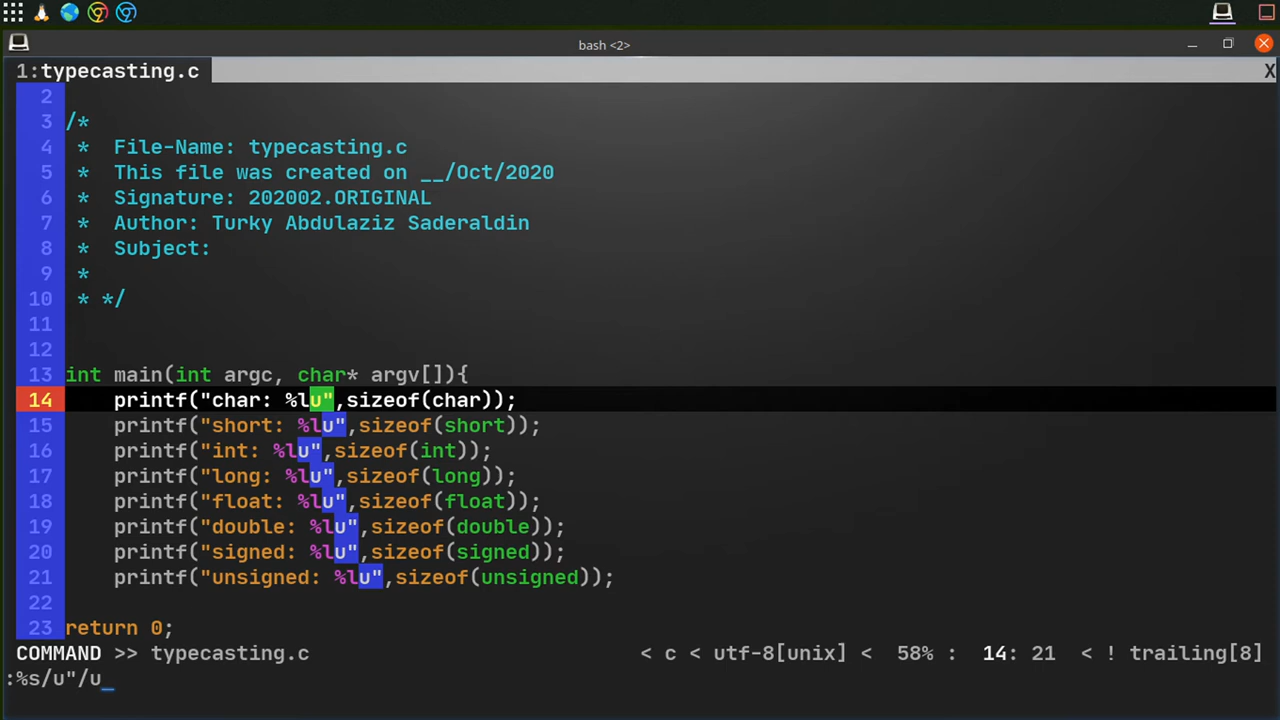 bash <2>
1:typecasting.c X
2
3 /*
4 * File-Name: typecasting.c
5 * This file was created on __/Oct/2020
6 * Signature: 202002.ORIGINAL
7 * Author: Turky Abdulaziz Saderaldin
8 * Subject:
9 *
10 * */
11
12
13 int main(int argc, char* argv[]){
14 printf("char: %lu",sizeof(char));
15 printf("short: %lu",sizeof(short));
16 printf("int: %lu",sizeof(int));
17 printf("long: %lu",sizeof(long));
18 printf("float: %lu",sizeof(float));
19 printf("double: %lu",sizeof(double));
20 printf("signed: %lu",sizeof(signed));
21 printf("unsigned: %lu",sizeof(unsigned));
22
23 return 0;
COMMAND >> typecasting.c < c < utf-8[unix] < 58% : 14: 21 < ! trailing[8]
:%s/u"/u_